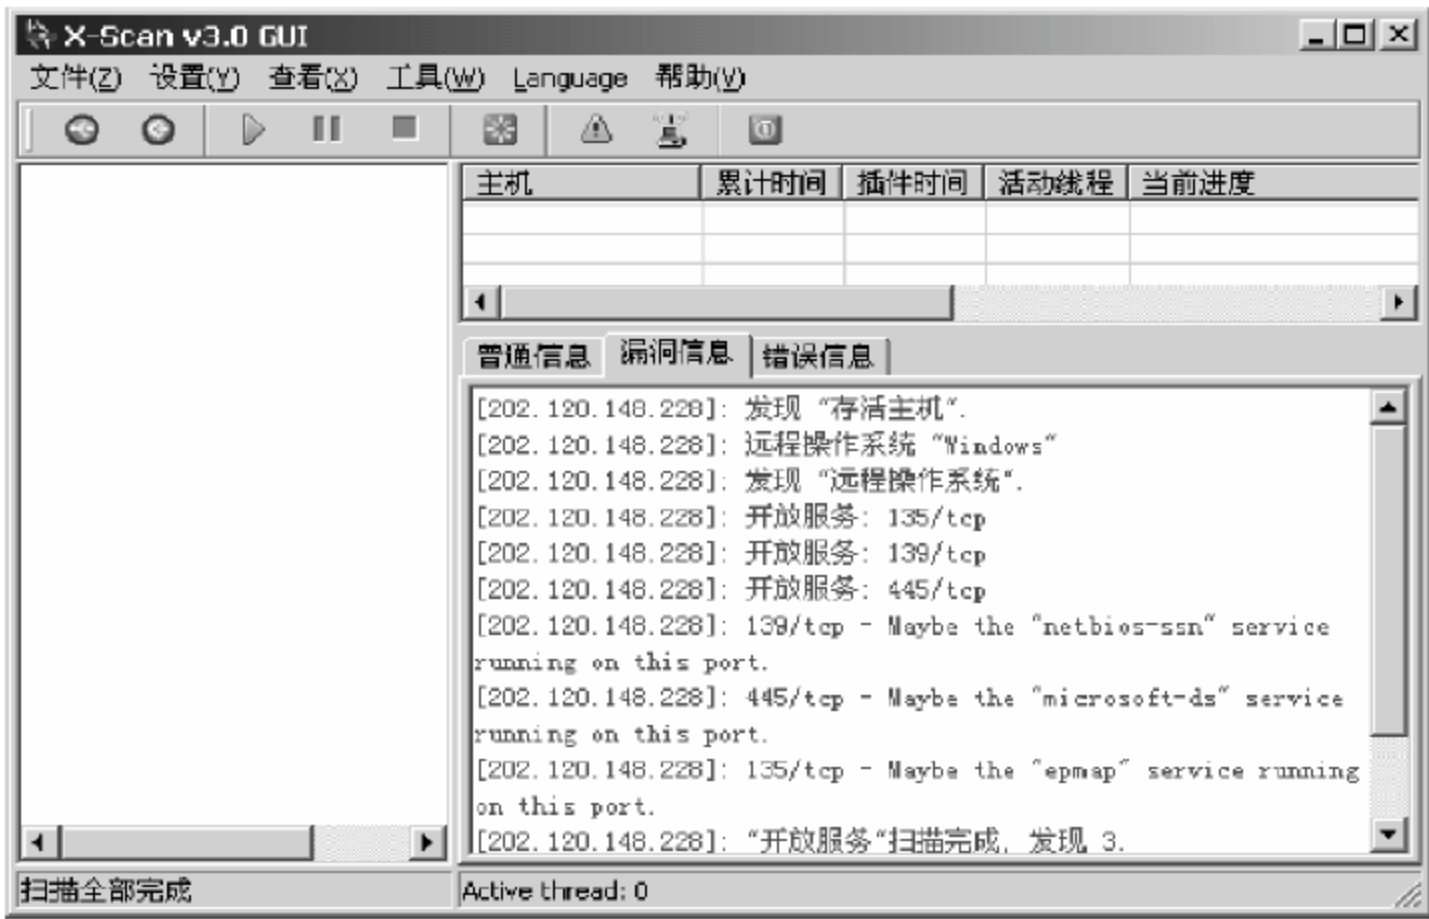 X-Scan v3.0 GUI
文件(Z) 设置(Y) 查看(X) 工具(W) Language 帮助(V)
主机 累计时间 插件时间 活动线程 当前进度
普通信息 漏洞信息 错误信息
[202.120.148.228]: 发现 "存活主机".
[202.120.148.228]: 远程操作系统 "Windows"
[202.120.148.228]: 发现 "远程操作系统".
[202.120.148.228]: 开放服务: 135/tcp
[202.120.148.228]: 开放服务: 139/tcp
[202.120.148.228]: 开放服务: 445/tcp
[202.120.148.228]: 139/tcp - Maybe the "netbios-ssn" service
running on this port.
[202.120.148.228]: 445/tcp - Maybe the "microsoft-ds" service
running on this port.
[202.120.148.228]: 135/tcp - Maybe the "epmap" service running
on this port.
[202.120.148.228]: "开放服务"扫描完成, 发现 3.
扫描全部完成 Active thread: 0